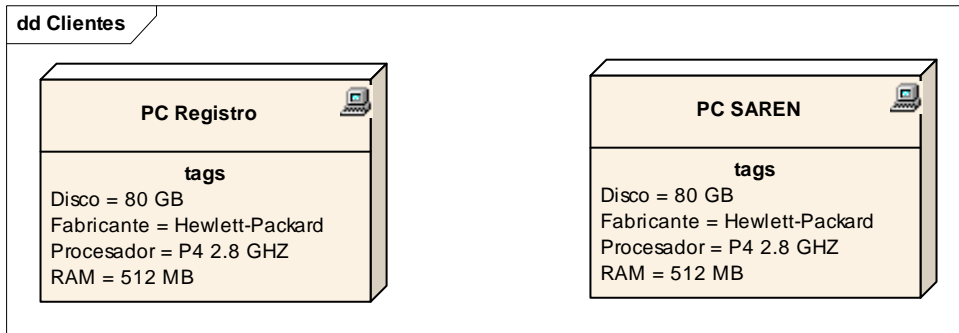 dd Clientes
PC Registro
tags
Disco = 80 GB
Fabricante = Hewlett-Packard
Procesador = P4 2.8 GHZ
RAM = 512 MB
PC SAREN
tags
Disco = 80 GB
Fabricante = Hewlett-Packard
Procesador = P4 2.8 GHZ
RAM = 512 MB